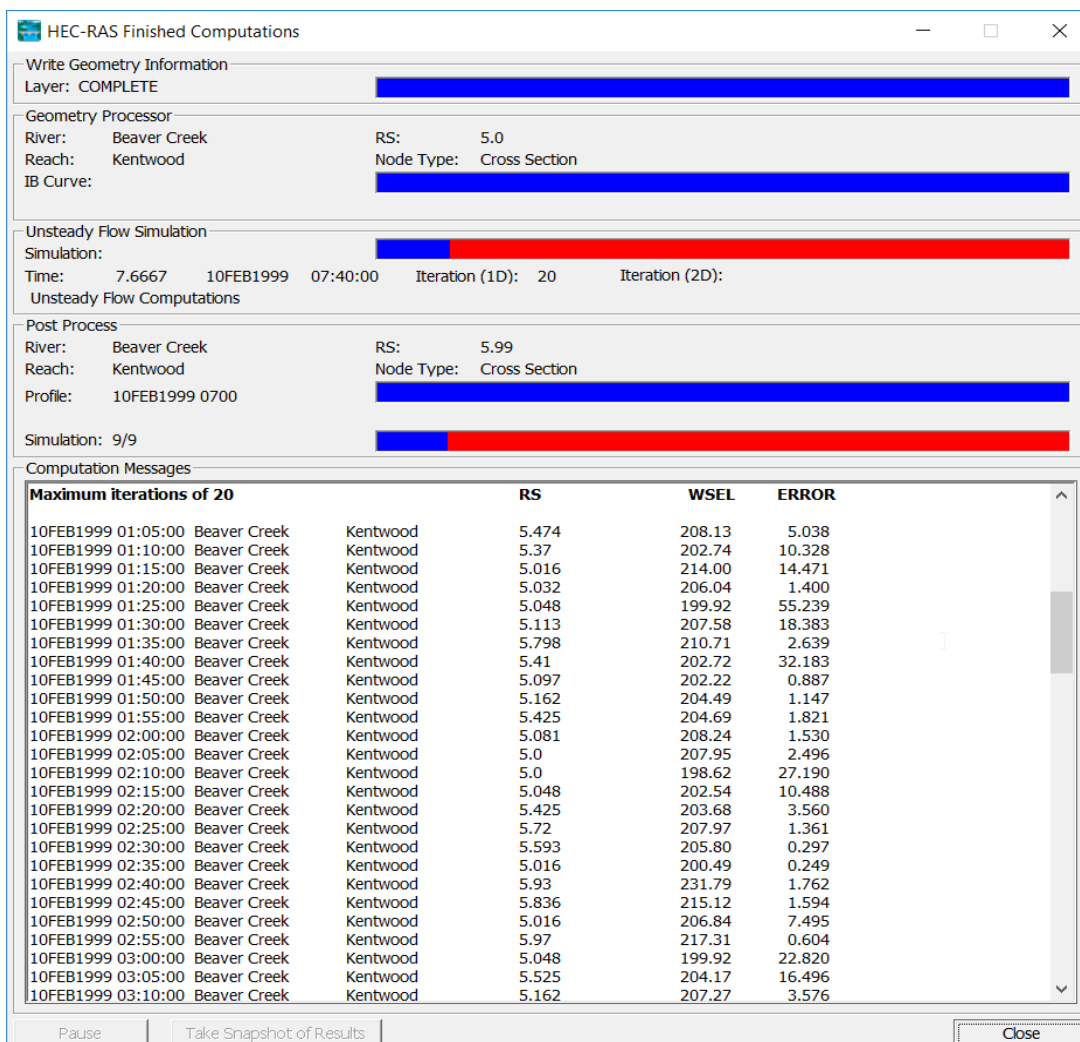 HEC-RAS Finished Computations
Write Geometry Information
Layer: COMPLETE
Geometry Processor
River: Beaver Creek RS: 5.0
Reach: Kentwood Node Type: Cross Section
IB Curve:
Unsteady Flow Simulation
Simulation:
Time: 7.6667 10FEB1999 07:40:00 Iteration (1D): 20 Iteration (2D):
Unsteady Flow Computations
Post Process
River: Beaver Creek RS: 5.99
Reach: Kentwood Node Type: Cross Section
Profile: 10FEB1999 0700
Simulation: 9/9
Computation Messages
Maximum iterations of 20 RS WSEL ERROR
10FEB1999 01:05:00 Beaver Creek Kentwood 5.474 208.13 5.038
10FEB1999 01:10:00 Beaver Creek Kentwood 5.37 202.74 10.328
10FEB1999 01:15:00 Beaver Creek Kentwood 5.016 214.00 14.471
10FEB1999 01:20:00 Beaver Creek Kentwood 5.032 206.04 1.400
10FEB1999 01:25:00 Beaver Creek Kentwood 5.048 199.92 55.239
10FEB1999 01:30:00 Beaver Creek Kentwood 5.113 207.58 18.383
10FEB1999 01:35:00 Beaver Creek Kentwood 5.798 210.71 2.639
10FEB1999 01:40:00 Beaver Creek Kentwood 5.41 202.72 32.183
10FEB1999 01:45:00 Beaver Creek Kentwood 5.097 202.22 0.887
10FEB1999 01:50:00 Beaver Creek Kentwood 5.162 204.49 1.147
10FEB1999 01:55:00 Beaver Creek Kentwood 5.425 204.69 1.821
10FEB1999 02:00:00 Beaver Creek Kentwood 5.081 208.24 1.530
10FEB1999 02:05:00 Beaver Creek Kentwood 5.0 207.95 2.496
10FEB1999 02:10:00 Beaver Creek Kentwood 5.0 198.62 27.190
10FEB1999 02:15:00 Beaver Creek Kentwood 5.048 202.54 10.488
10FEB1999 02:20:00 Beaver Creek Kentwood 5.425 203.68 3.560
10FEB1999 02:25:00 Beaver Creek Kentwood 5.72 207.97 1.361
10FEB1999 02:30:00 Beaver Creek Kentwood 5.593 205.80 0.297
10FEB1999 02:35:00 Beaver Creek Kentwood 5.016 200.49 0.249
10FEB1999 02:40:00 Beaver Creek Kentwood 5.93 231.79 1.762
10FEB1999 02:45:00 Beaver Creek Kentwood 5.836 215.12 1.594
10FEB1999 02:50:00 Beaver Creek Kentwood 5.016 206.84 7.495
10FEB1999 02:55:00 Beaver Creek Kentwood 5.97 217.31 0.604
10FEB1999 03:00:00 Beaver Creek Kentwood 5.048 199.92 22.820
10FEB1999 03:05:00 Beaver Creek Kentwood 5.525 204.17 16.496
10FEB1999 03:10:00 Beaver Creek Kentwood 5.162 207.27 3.576
Pause Take Snapshot of Results Close